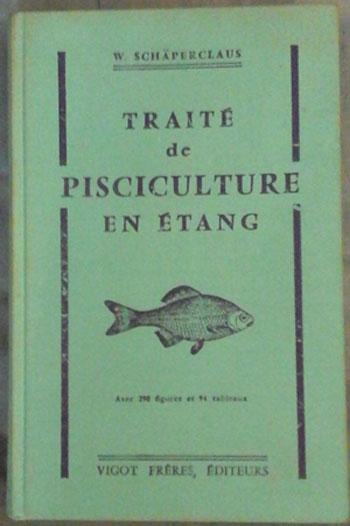 W. SCHÄPERCLAUS
TRAITÉ
de
PISCICULTURE
EN ÉTANG
Avec 290 figures et 94 tableaux
VIGOT FRÈRES, ÉDITEURS